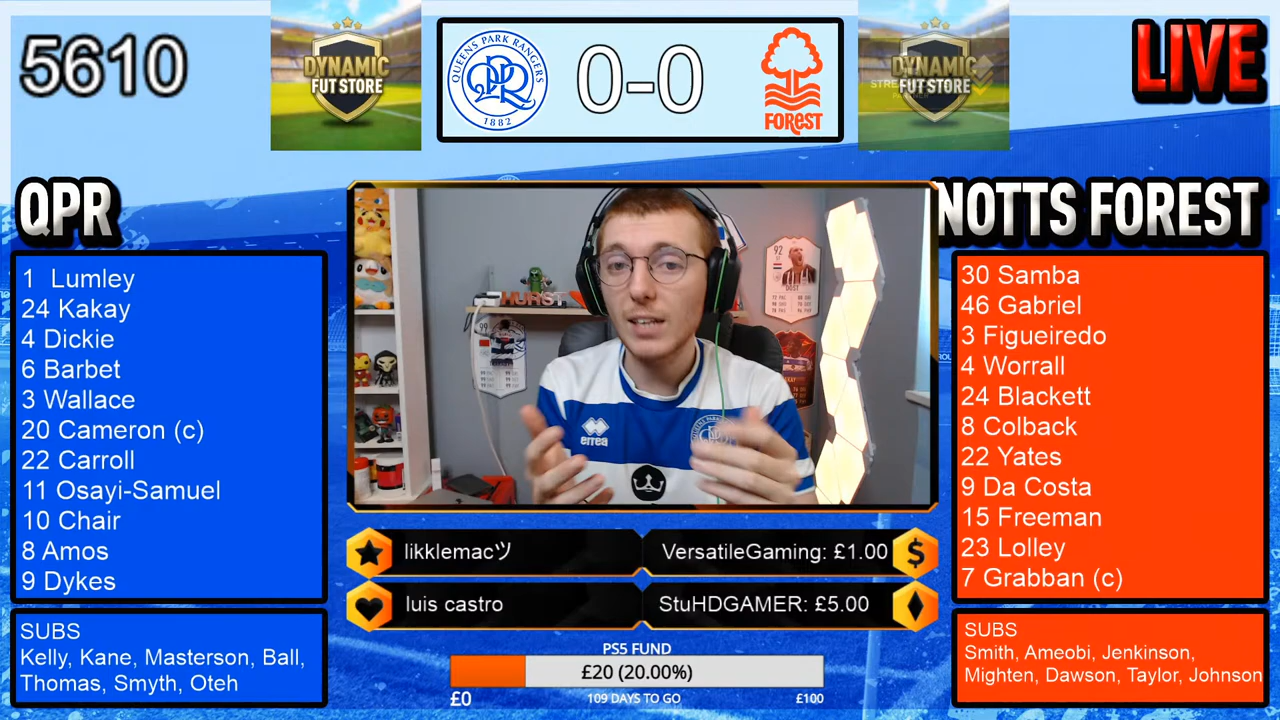 5610
DYNAMIC
FUT STORE
QUEENS PARK RANGERS
QPR
1882
0-0
FOREST
DYNAMIC
FUT STORE
LIVE
QPR
NOTTS FOREST
1 Lumley
24 Kakay
4 Dickie
6 Barbet
3 Wallace
20 Cameron (c)
22 Carroll
11 Osayi-Samuel
10 Chair
8 Amos
9 Dykes
SUBS
Kelly, Kane, Masterson, Ball,
Thomas, Smyth, Oteh
HURST
99
92
DOST
errea
30 Samba
46 Gabriel
3 Figueiredo
4 Worrall
24 Blackett
8 Colback
22 Yates
9 Da Costa
15 Freeman
23 Lolley
7 Grabban (c)
SUBS
Smith, Ameobi, Jenkinson,
Mighten, Dawson, Taylor, Johnson
likklemacツ
VersatileGaming: £1.00
$
luis castro
StuHDGAMER: £5.00
PS5 FUND
£20 (20.00%)
£0
109 DAYS TO GO
£100